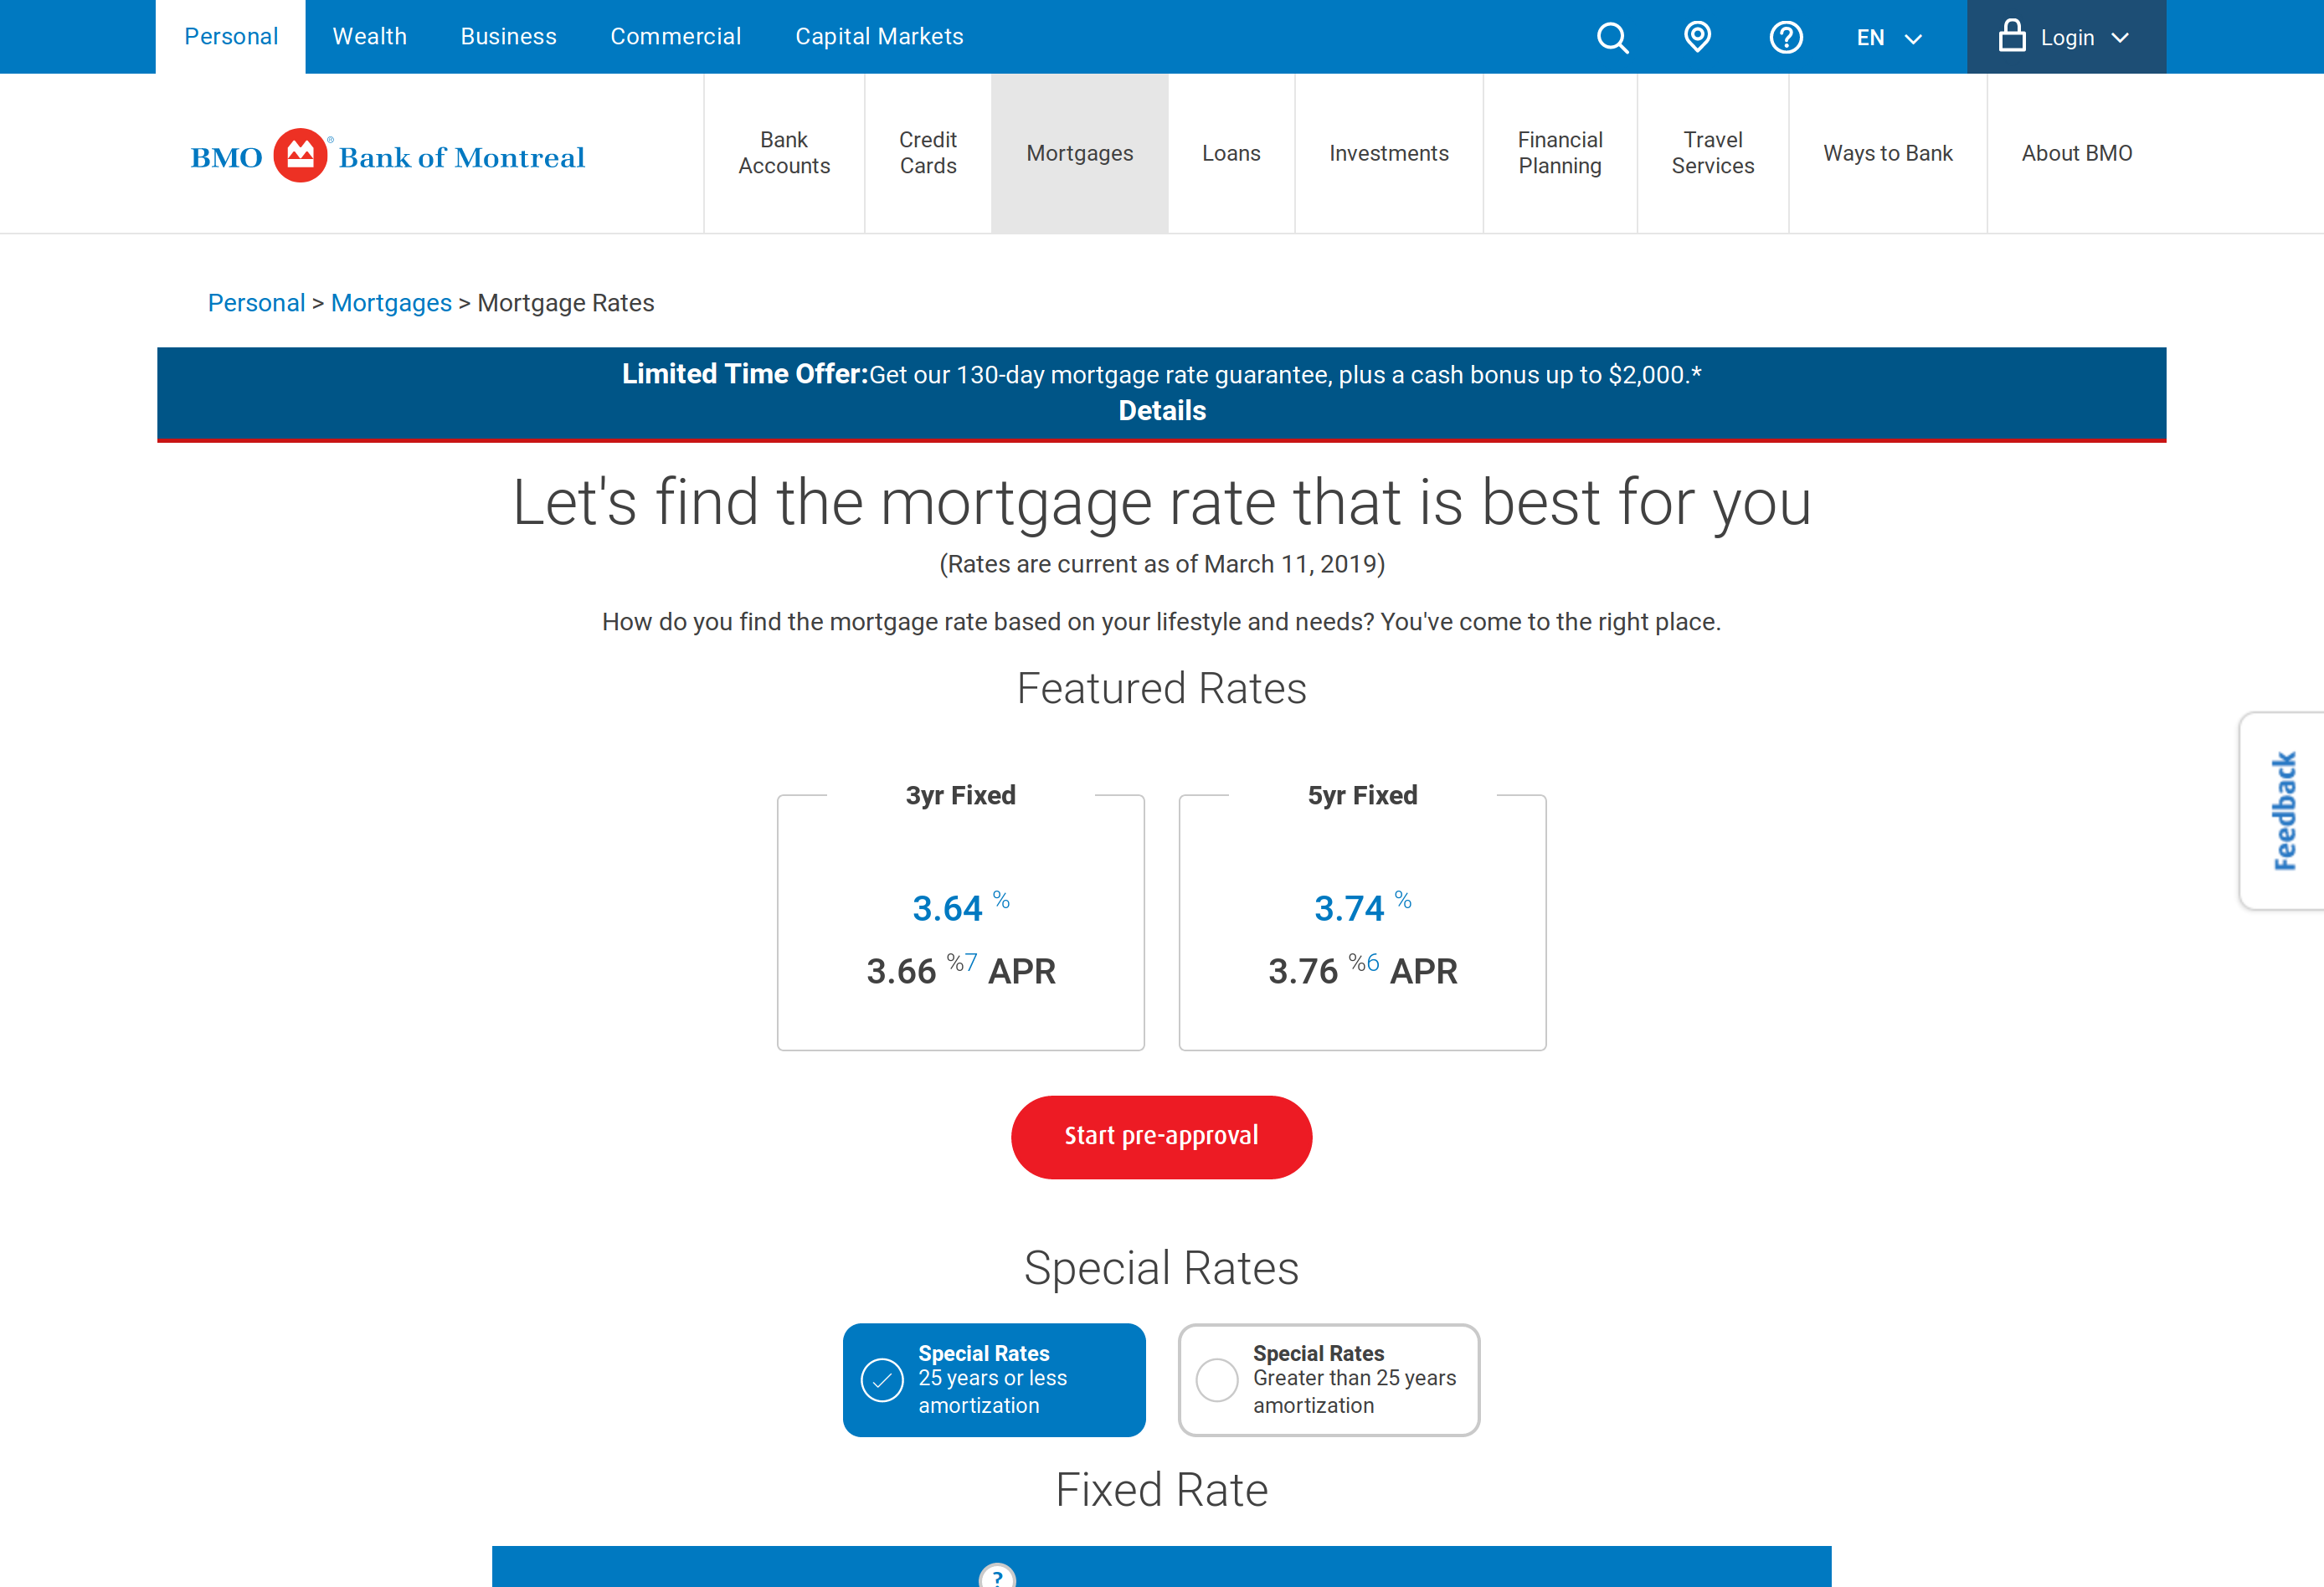 Personal Wealth Business Commercial Capital Markets EN Login
BMO ® Bank of Montreal
Bank Accounts
Credit Cards
Mortgages
Loans
Investments
Financial Planning
Travel Services
Ways to Bank
About BMO
Personal > Mortgages > Mortgage Rates
Limited Time Offer:Get our 130-day mortgage rate guarantee, plus a cash bonus up to $2,000.*
Details
Let's find the mortgage rate that is best for you
(Rates are current as of March 11, 2019)
How do you find the mortgage rate based on your lifestyle and needs? You've come to the right place.
Featured Rates
Feedback
3yr Fixed
3.64 %
3.66 %7 APR
5yr Fixed
3.74 %
3.76 %6 APR
Start pre-approval
Special Rates
Special Rates
25 years or less
amortization
Special Rates
Greater than 25 years
amortization
Fixed Rate
?